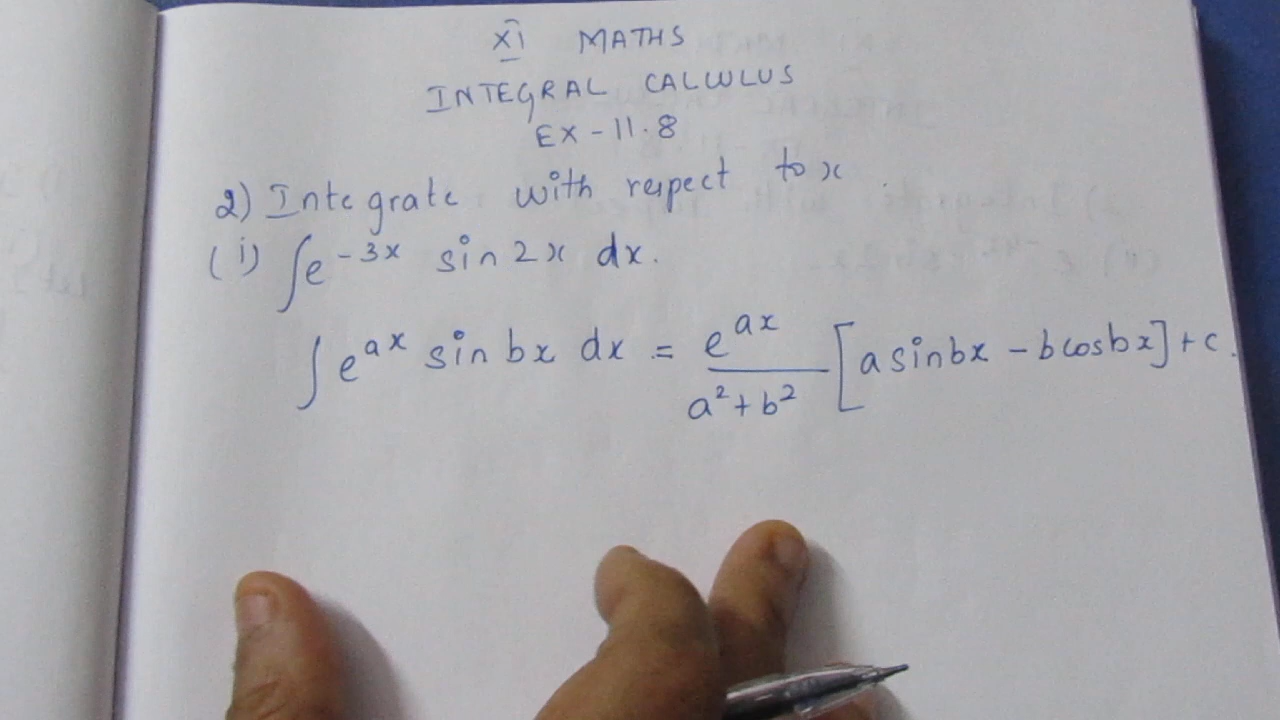 XI MATHS
INTEGRAL CALCULUS
EX - 11.8
2) Integrate with respect to x
(i) ∫e^{-3x} sin 2x dx.
∫ e^{ax} sin bx dx = e^{ax}/(a²+b²) [a sin bx - b cos bx] + c.